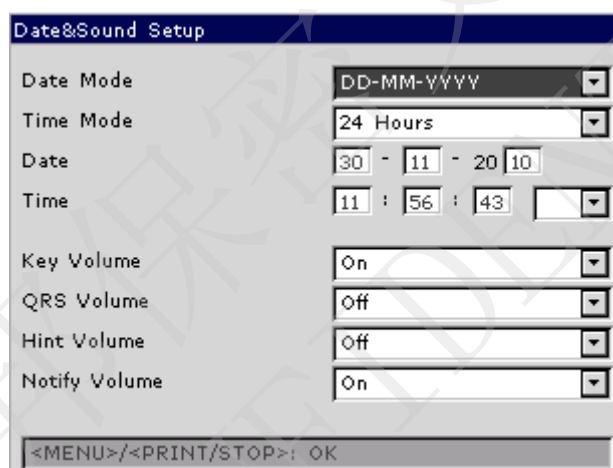 Date&Sound Setup
Date Mode DD-MM-YYYY
Time Mode 24 Hours
Date 30 - 11 - 20 10
Time 11 : 56 : 43
Key Volume On
QRS Volume Off
Hint Volume Off
Notify Volume On
<MENU>/<PRINT/STOP>: OK